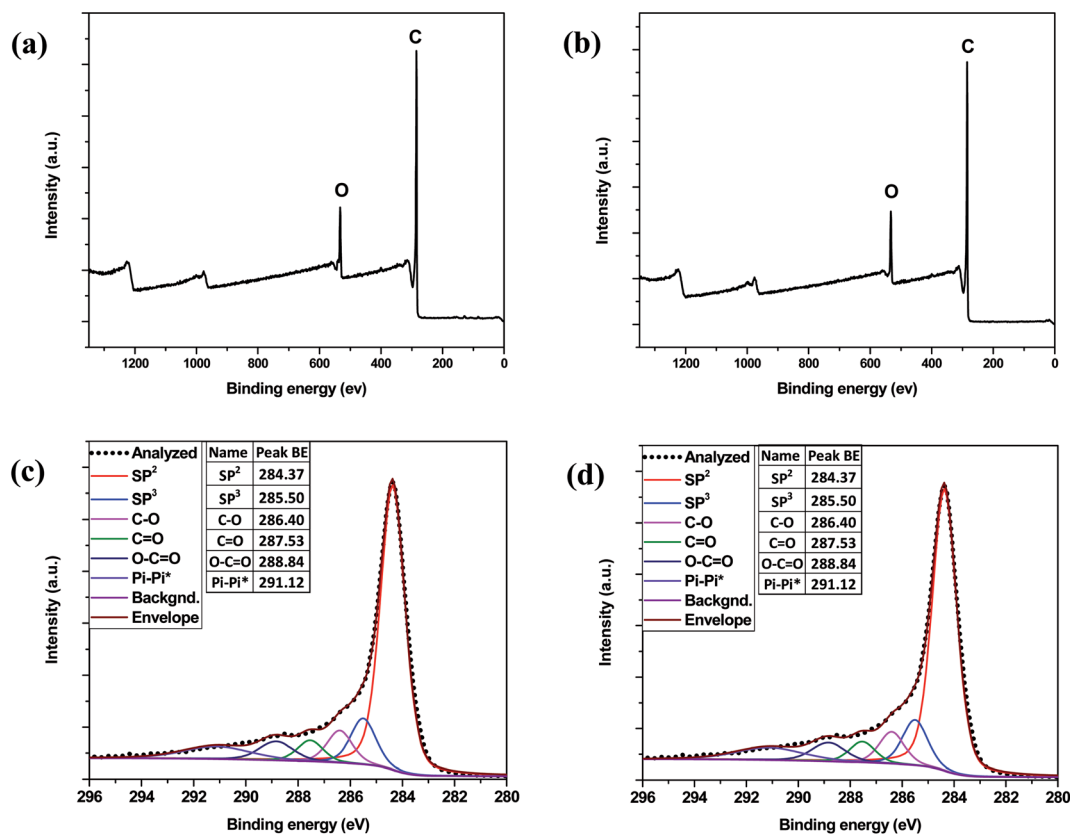 (a)
C
O
Intensity (a.u.)
1200 1000 800 600 400 200 0
Binding energy (ev)
(b)
C
O
Intensity (a.u.)
1200 1000 800 600 400 200 0
Binding energy (ev)
(c)
Analyzed
SP²
SP³
C-O
C=O
O-C=O
Pi-Pi*
Backgnd.
Envelope
Name Peak BE
SP² 284.37
SP³ 285.50
C-O 286.40
C=O 287.53
O-C=O 288.84
Pi-Pi* 291.12
Intensity (a.u.)
296 294 292 290 288 286 284 282 280
Binding energy (eV)
(d)
Analyzed
SP²
SP³
C-O
C=O
O-C=O
Pi-Pi*
Backgnd.
Envelope
Name Peak BE
SP² 284.37
SP³ 285.50
C-O 286.40
C=O 287.53
O-C=O 288.84
Pi-Pi* 291.12
Intensity (a.u.)
296 294 292 290 288 286 284 282 280
Binding energy (eV)